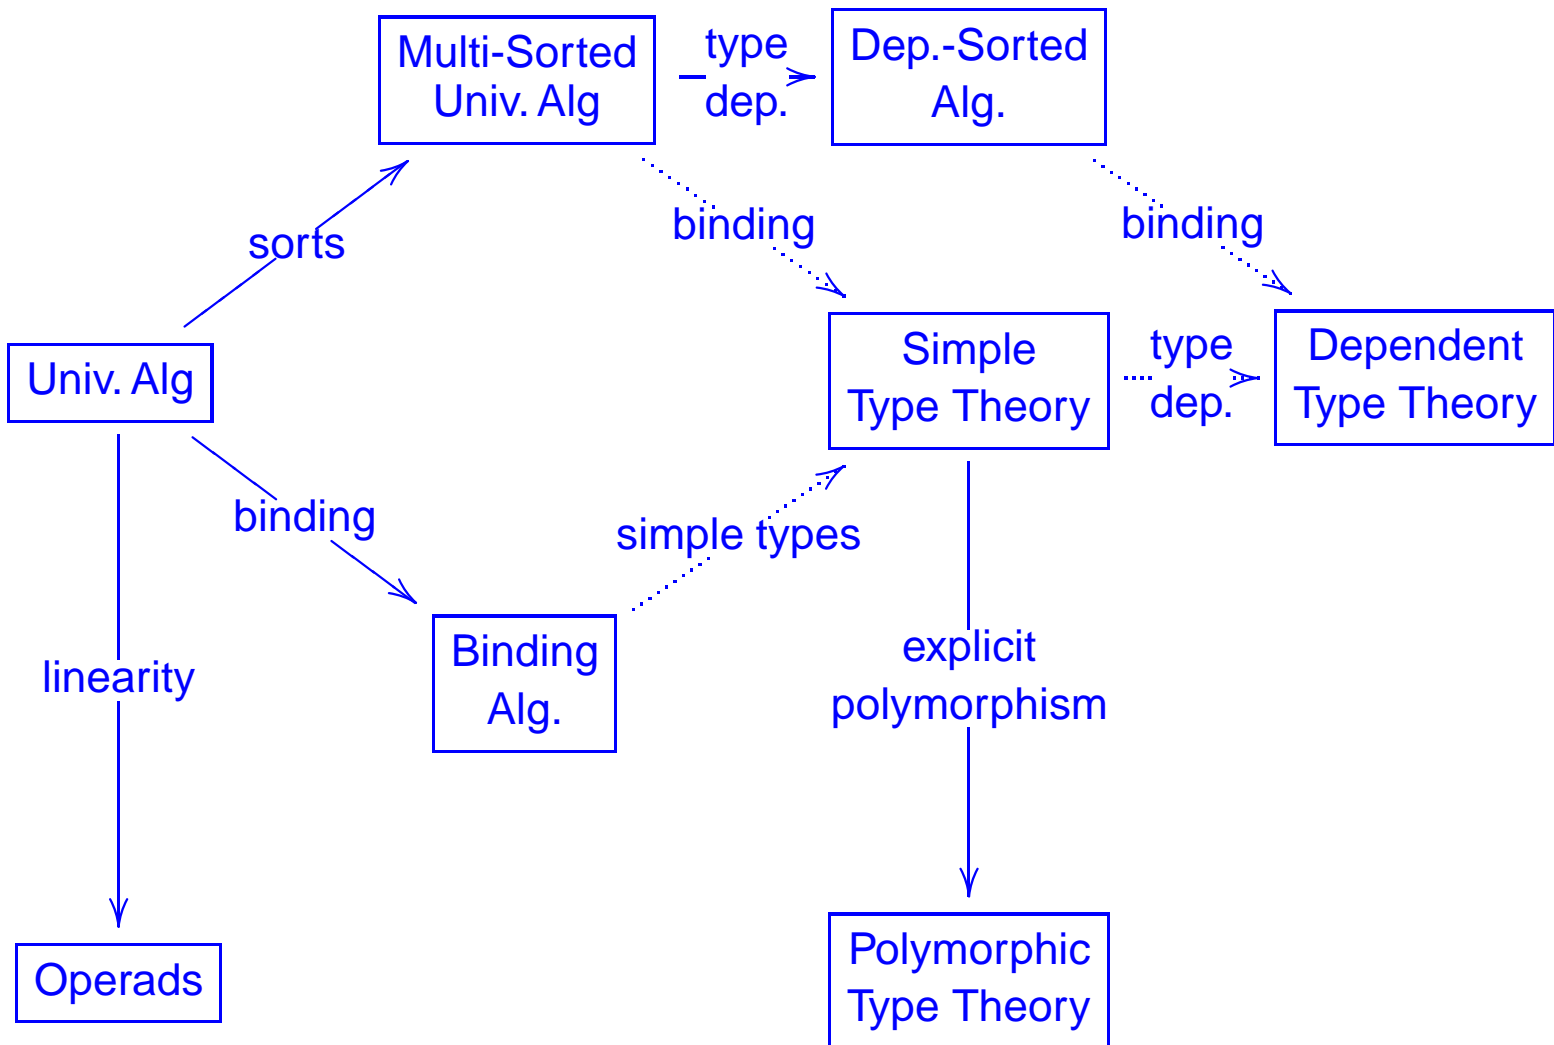 Multi-Sorted
Univ. Alg
type
dep.
Dep.-Sorted
Alg.
sorts
binding
binding
Univ. Alg
Simple
Type Theory
type
dep.
Dependent
Type Theory
binding
simple types
linearity
Binding
Alg.
explicit
polymorphism
Operads
Polymorphic
Type Theory